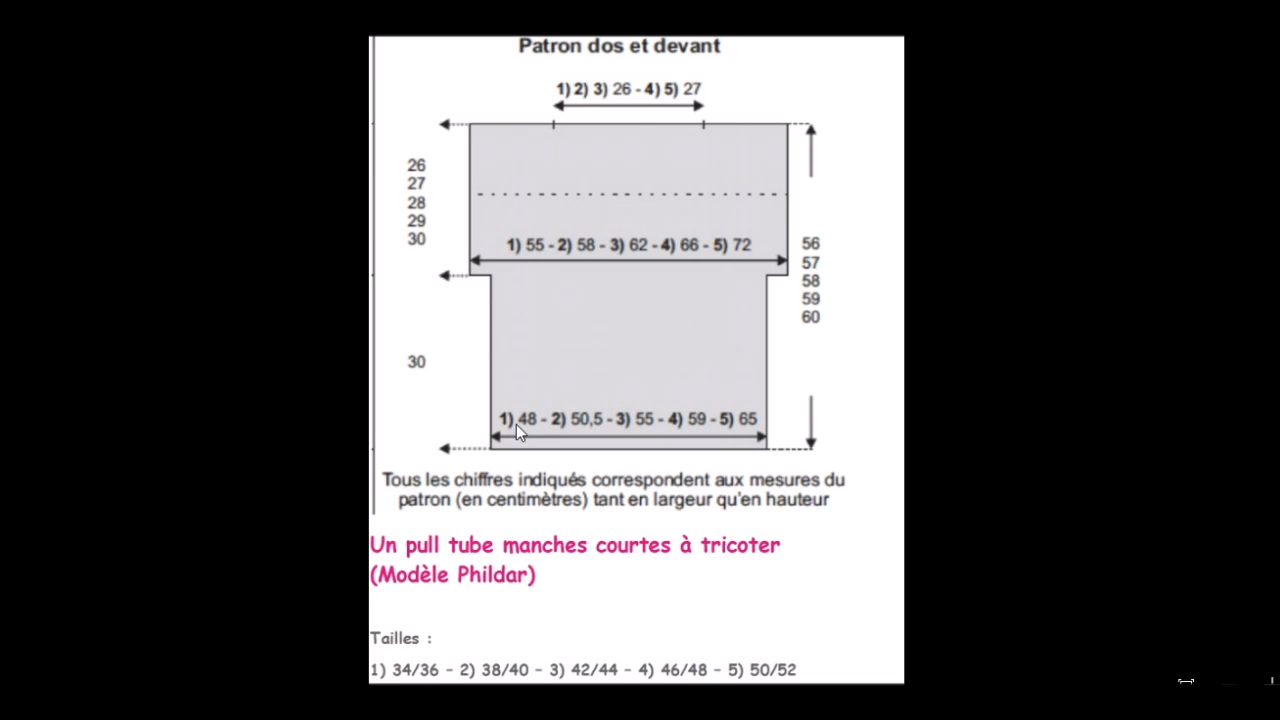 Patron dos et devant
1) 2) 3) 26 - 4) 5) 27
26
27
28
29
30
1) 55 - 2) 58 - 3) 62 - 4) 66 - 5) 72
56
57
58
59
60
30
1) 48 - 2) 50,5 - 3) 55 - 4) 59 - 5) 65
Tous les chiffres indiqués correspondent aux mesures du
patron (en centimètres) tant en largeur qu'en hauteur
Un pull tube manches courtes à tricoter
(Modèle Phildar)
Tailles :
1) 34/36 - 2) 38/40 - 3) 42/44 - 4) 46/48 - 5) 50/52